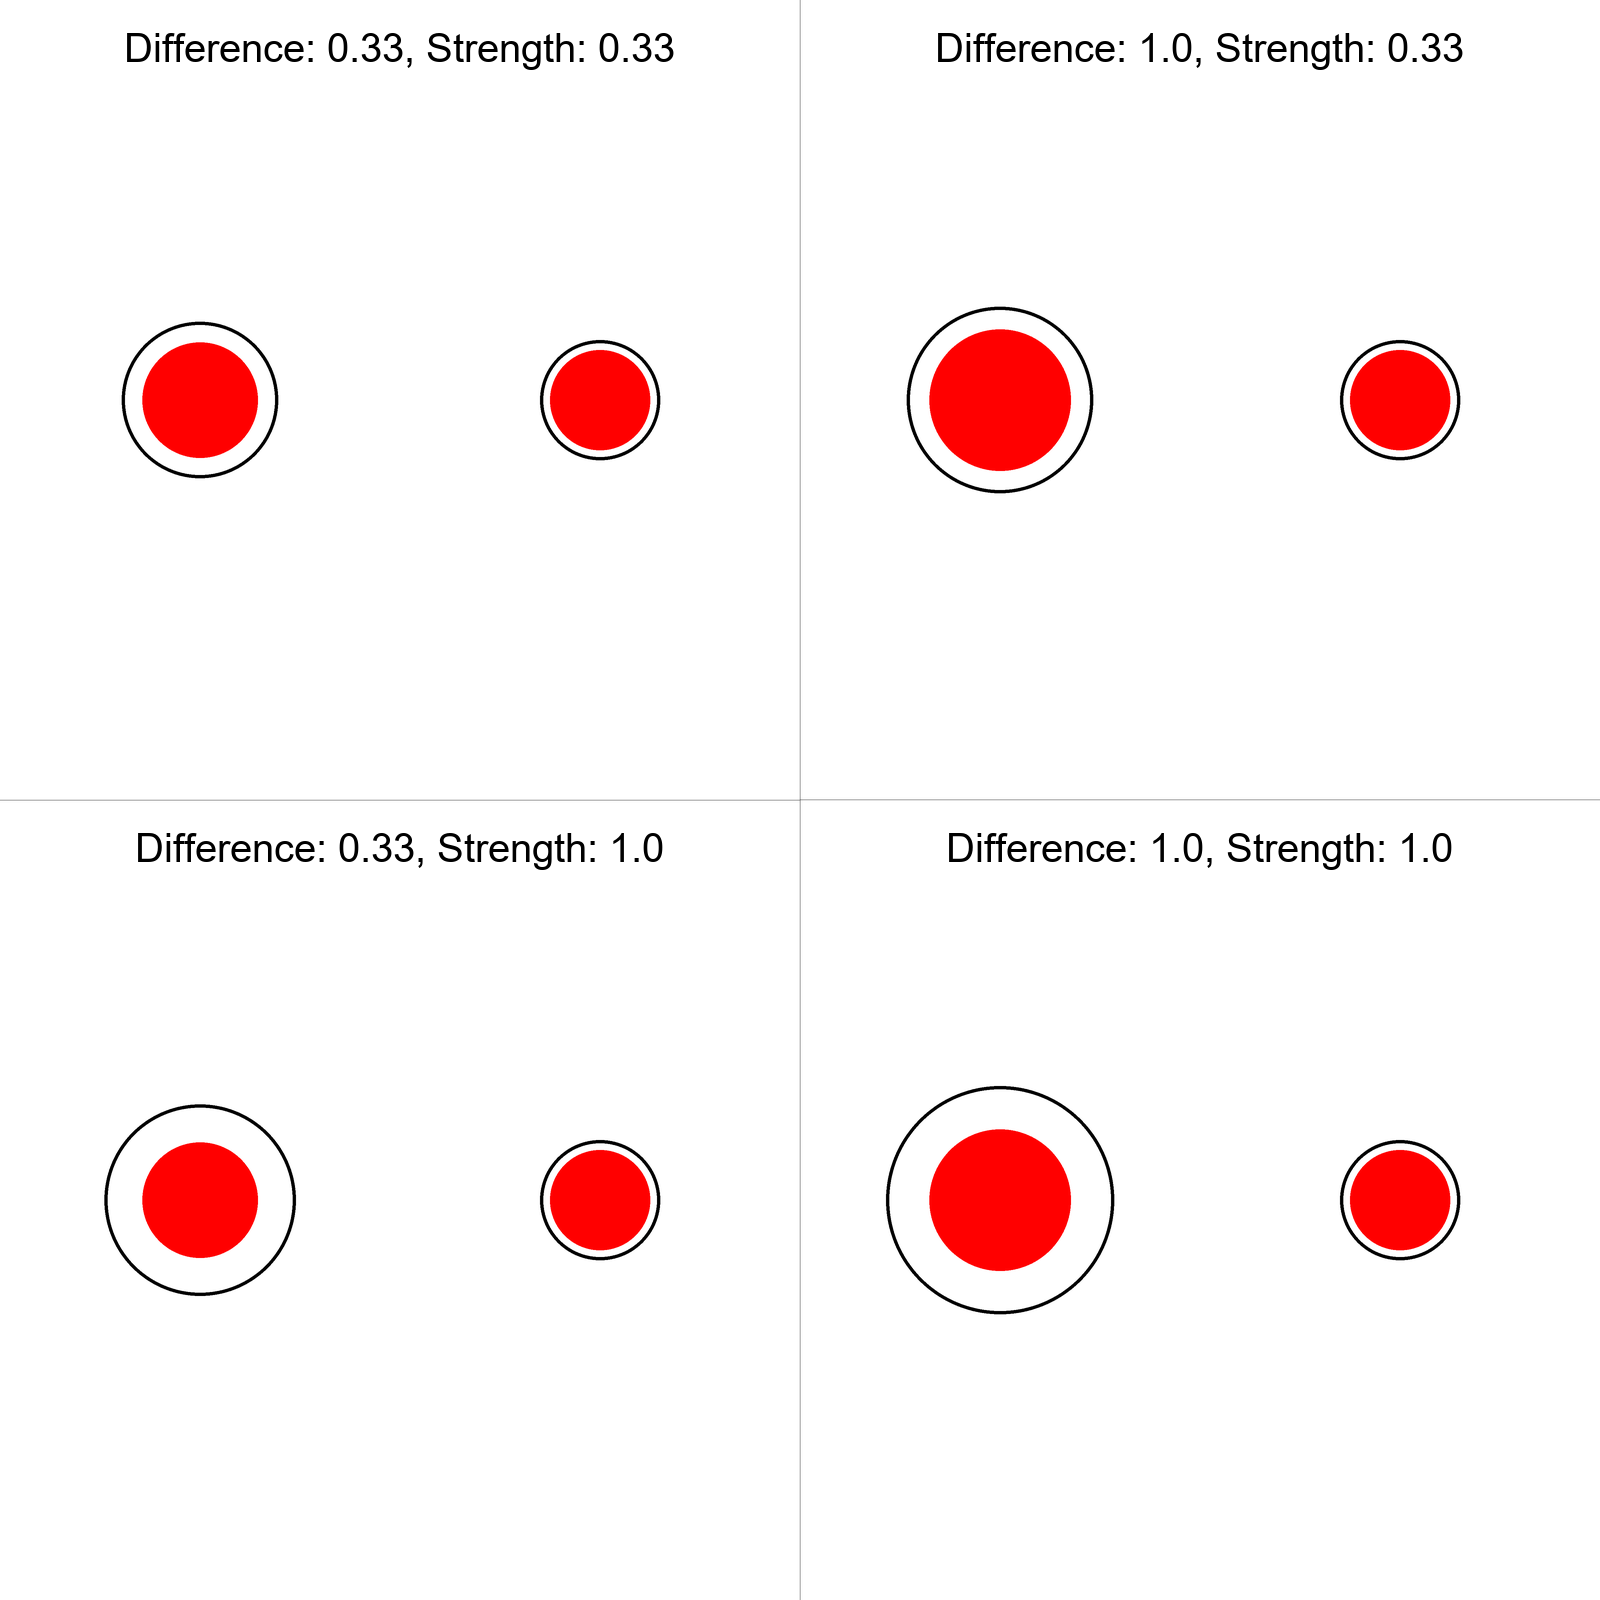 Difference: 0.33, Strength: 0.33
Difference: 1.0, Strength: 0.33
Difference: 0.33, Strength: 1.0
Difference: 1.0, Strength: 1.0